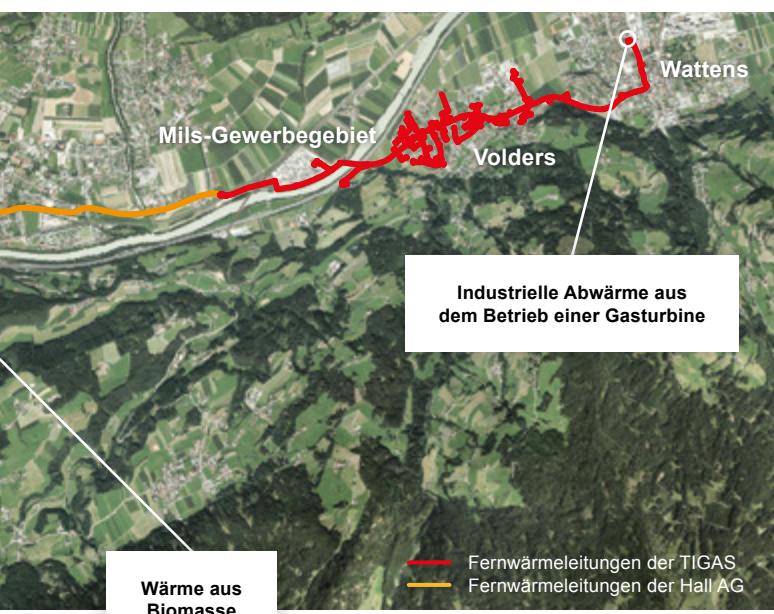 Wattens
Mils-Gewerbegebiet
Volders
Industrielle Abwärme aus
dem Betrieb einer Gasturbine
Fernwärmeleitungen der TIGAS
Fernwärmeleitungen der Hall AG
Wärme aus
Biomasse